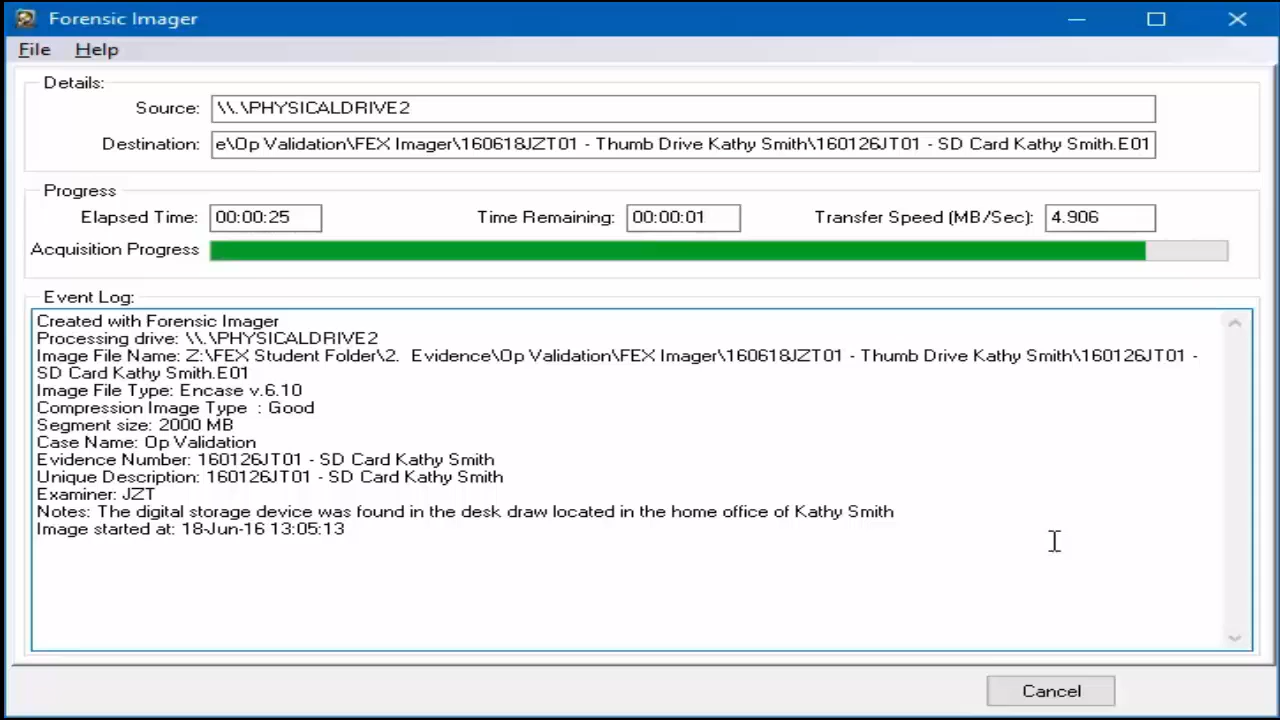 Forensic Imager
File Help
Details:
Source: \\.\PHYSICALDRIVE2
Destination: e\Op Validation\FEX Imager\160618JZT01 - Thumb Drive Kathy Smith\160126JT01 - SD Card Kathy Smith.E01
Progress
Elapsed Time: 00:00:25 Time Remaining: 00:00:01 Transfer Speed (MB/Sec): 4.906
Acquisition Progress
Event Log:
Created with Forensic Imager
Processing drive: \\.\PHYSICALDRIVE2
Image File Name: Z:\FEX Student Folder\2.  Evidence\Op Validation\FEX Imager\160618JZT01 - Thumb Drive Kathy Smith\160126JT01 -
SD Card Kathy Smith.E01
Image File Type: Encase v.6.10
Compression Image Type  : Good
Segment size: 2000 MB
Case Name: Op Validation
Evidence Number: 160126JT01 - SD Card Kathy Smith
Unique Description: 160126JT01 - SD Card Kathy Smith
Examiner: JZT
Notes: The digital storage device was found in the desk draw located in the home office of Kathy Smith
Image started at: 18-Jun-16 13:05:13
Cancel